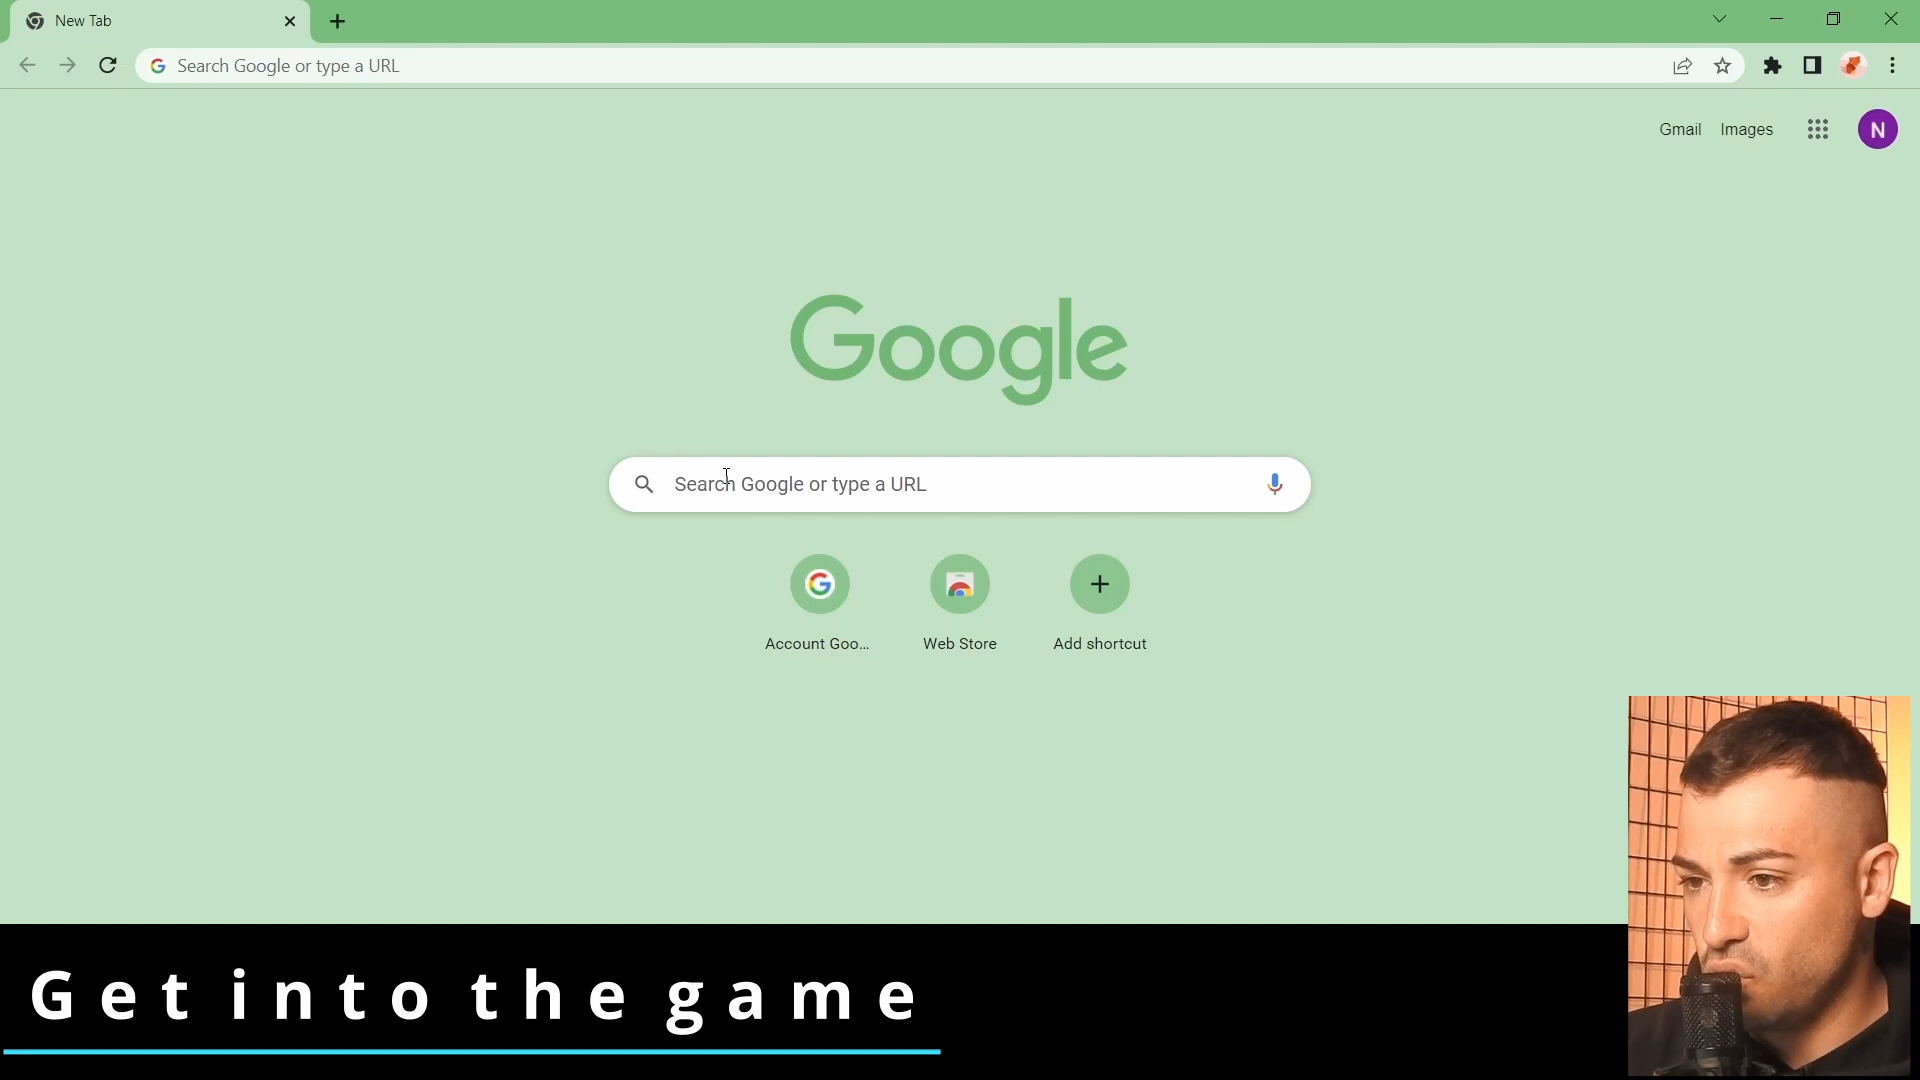 New Tab
Search Google or type a URL
Gmail Images N
Google
Search Google or type a URL
Account Goo... Web Store Add shortcut
Get into the game